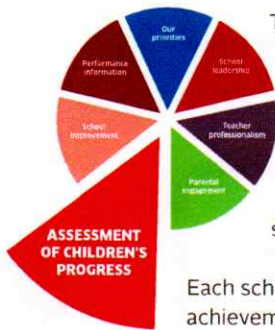 Our
priorities
School
leadership
Teacher
professionalism
Parental
engagement
ASSESSMENT
OF CHILDREN'S
PROGRESS
School
improvement
Performance
information
Each sch
achievem